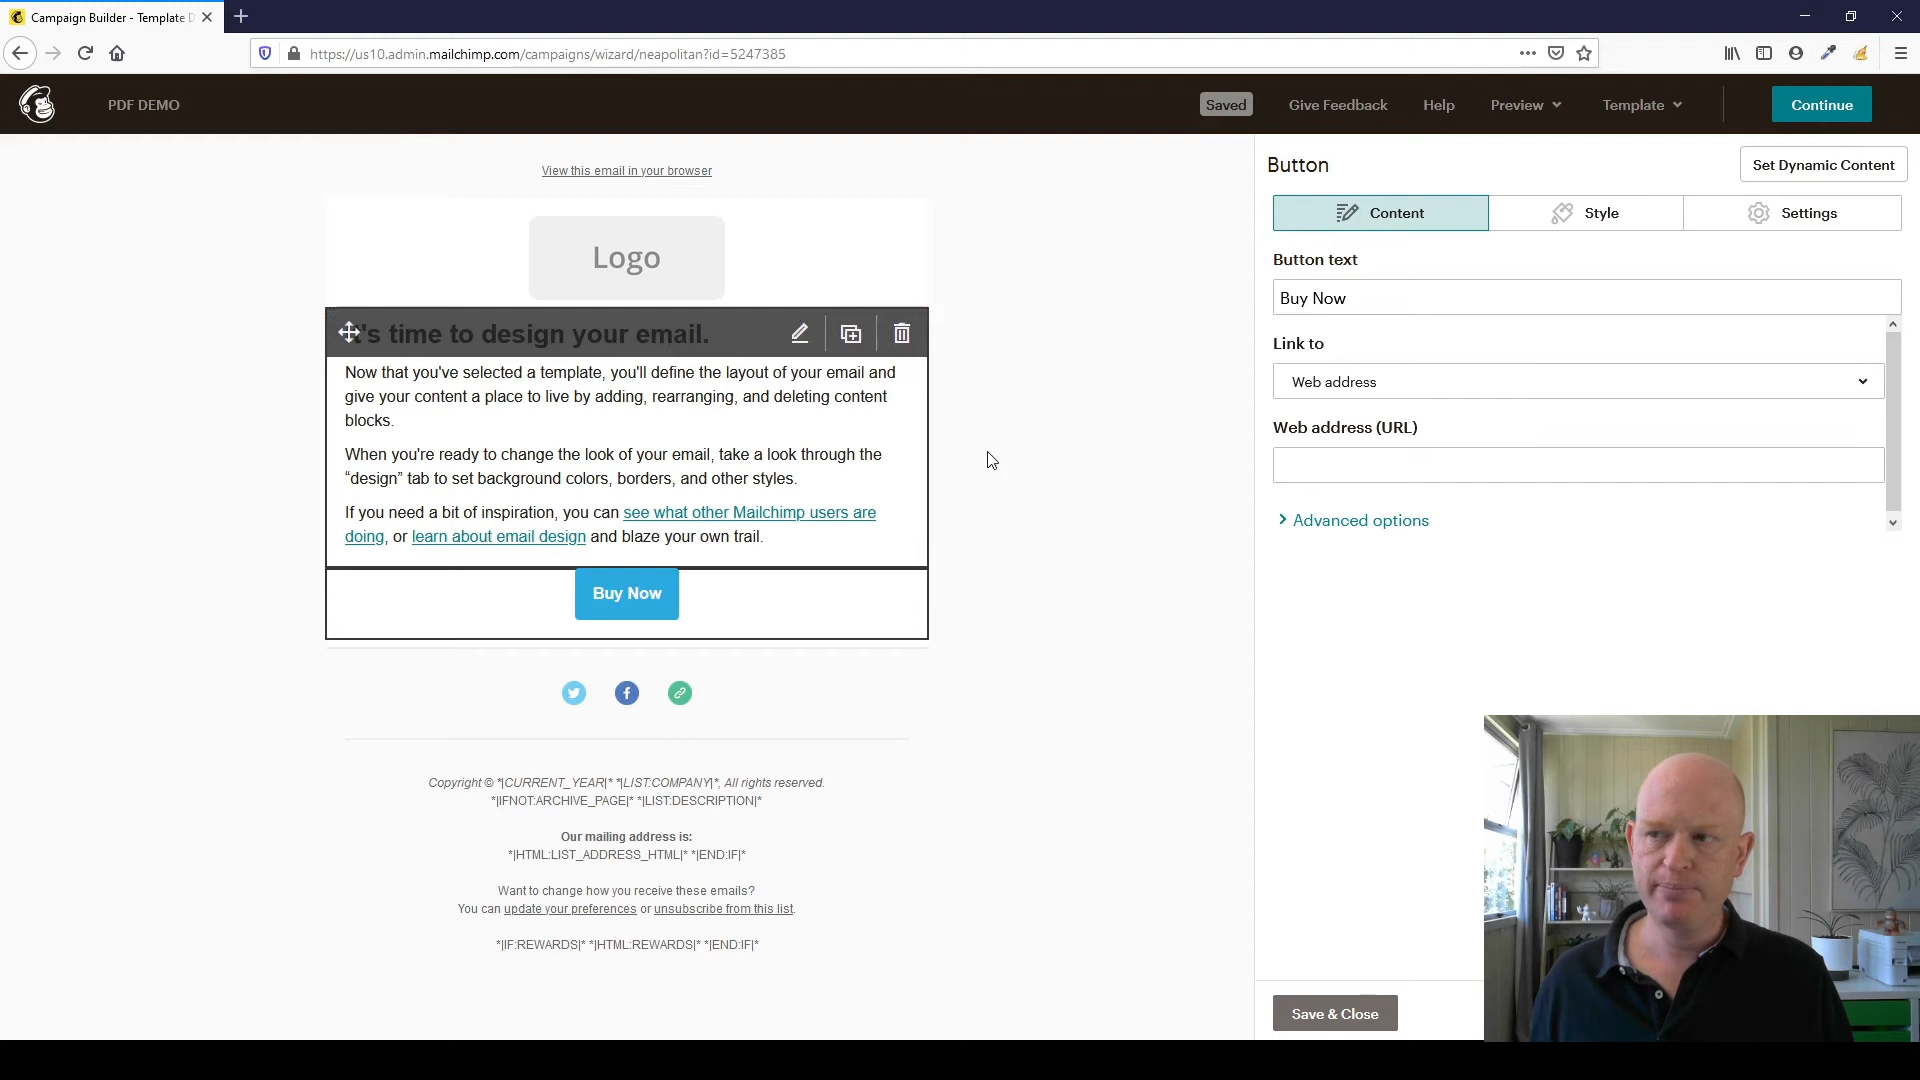 Campaign Builder - Template D
https://us10.admin.mailchimp.com/campaigns/wizard/neapolitan?id=5247385
PDF DEMO
Saved
Give Feedback
Help
Preview
Template
Continue
View this email in your browser
Logo
's time to design your email.
Now that you've selected a template, you'll define the layout of your email and
give your content a place to live by adding, rearranging, and deleting content
blocks.
When you're ready to change the look of your email, take a look through the
“design” tab to set background colors, borders, and other styles.
If you need a bit of inspiration, you can see what other Mailchimp users are
doing, or learn about email design and blaze your own trail.
Buy Now
Copyright © *|CURRENT_YEAR|* *|LIST:COMPANY|*, All rights reserved.
*|IFNOT:ARCHIVE_PAGE|* *|LIST:DESCRIPTION|*
Our mailing address is:
*|HTML:LIST_ADDRESS_HTML|* *|END:IF|*
Want to change how you receive these emails?
You can update your preferences or unsubscribe from this list.
*|IF:REWARDS|* *|HTML:REWARDS|* *|END:IF|*
Button
Set Dynamic Content
Content
Style
Settings
Button text
Buy Now
Link to
Web address
Web address (URL)
Advanced options
Save & Close